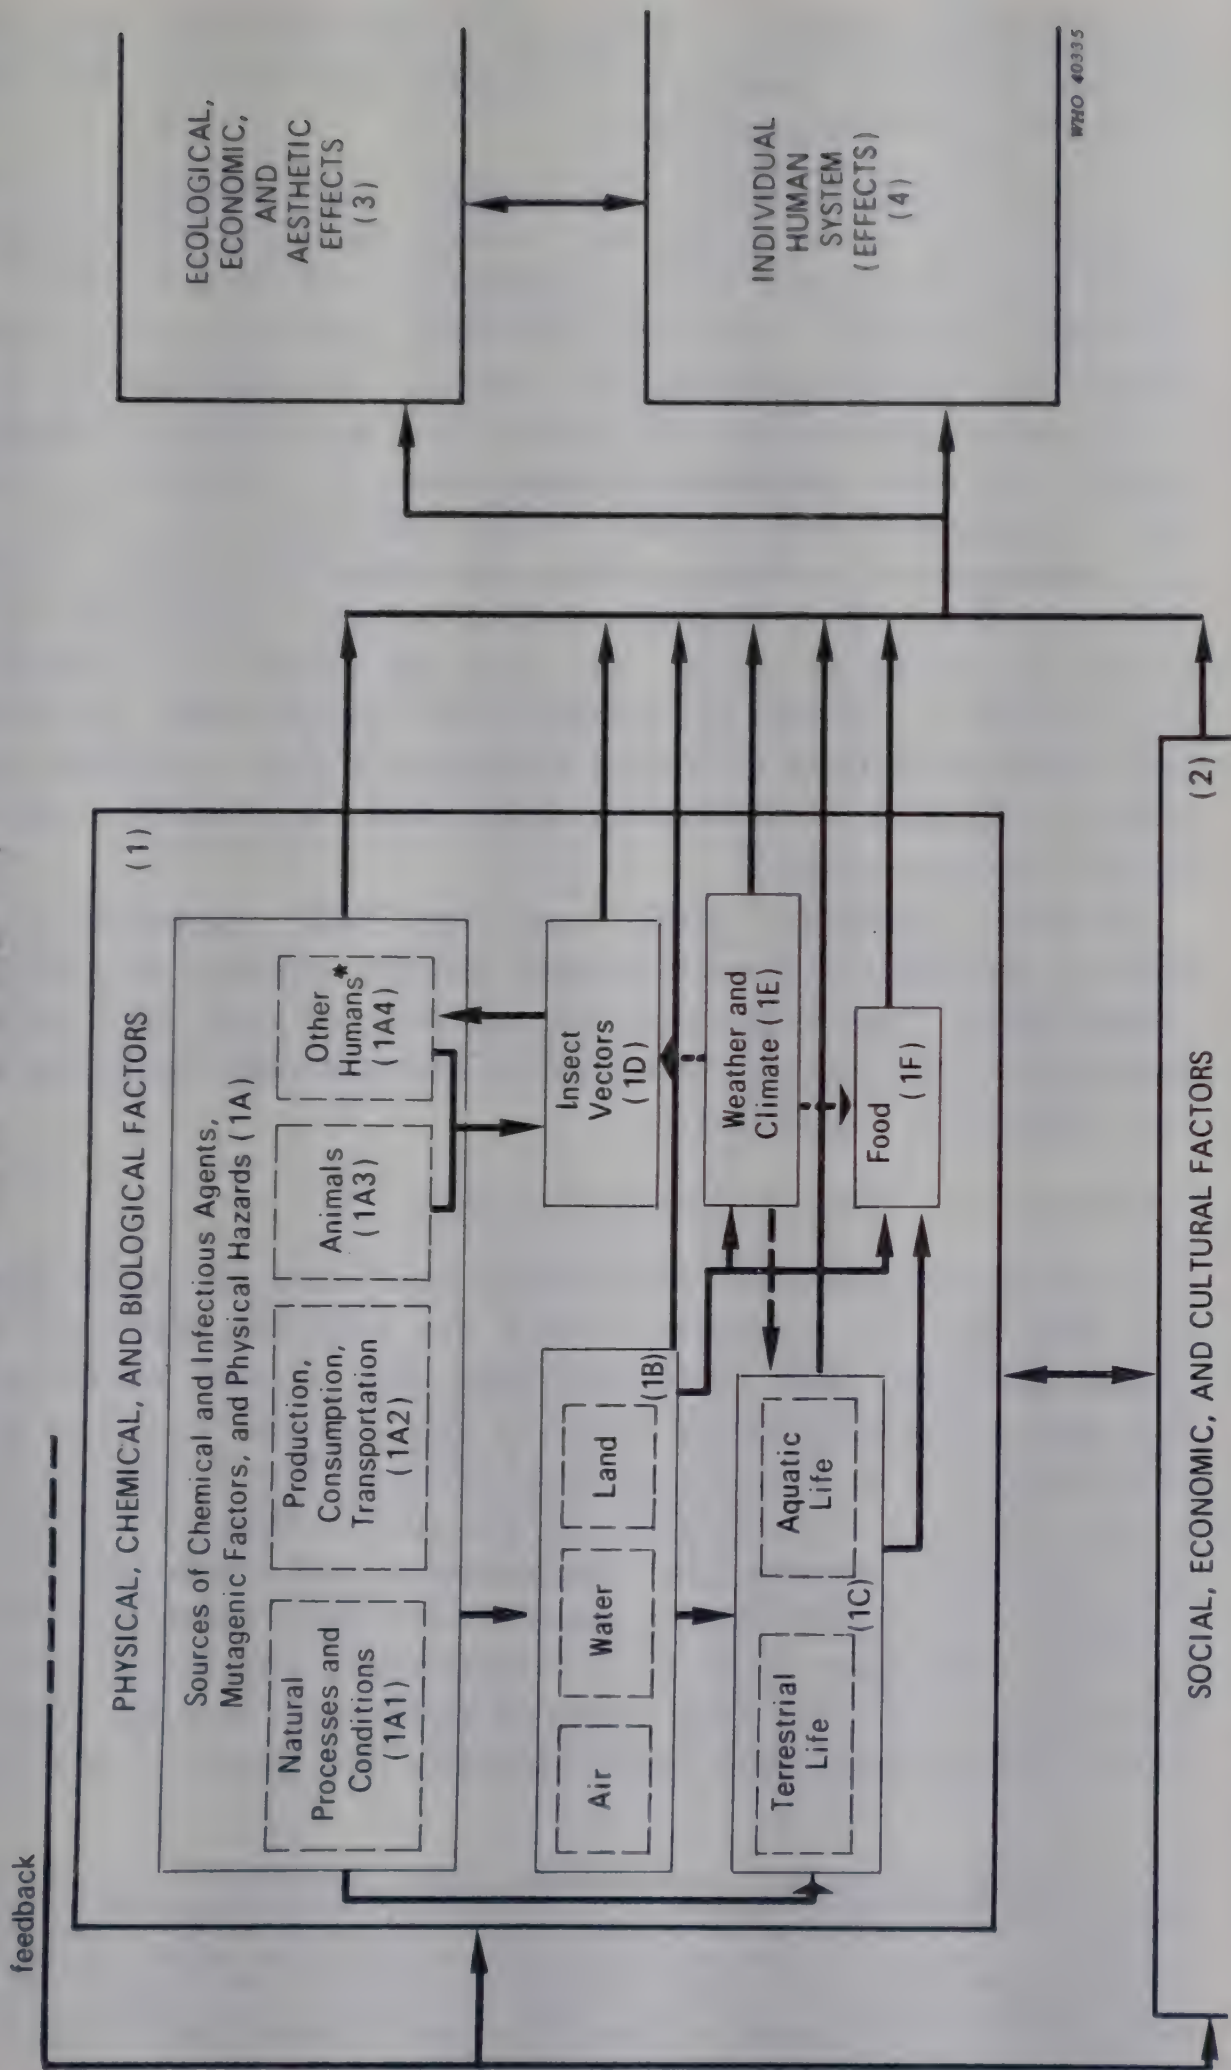 feedback
PHYSICAL, CHEMICAL, AND BIOLOGICAL FACTORS
(1)
Sources of Chemical and Infectious Agents,
Mutagenic Factors, and Physical Hazards (1A)
Natural
Processes and
Conditions
(1A1)
Production,
Consumption,
Transportation
(1A2)
Animals
(1A3)
Other
Humans*
(1A4)
Air
Water
Land
(1B)
Insect
Vectors
(1D)
Terrestrial
Life
Aquatic
Life
(1C)
Weather and
Climate (1E)
Food
(1F)
SOCIAL, ECONOMIC, AND CULTURAL FACTORS
(2)
ECOLOGICAL,
ECONOMIC,
AND
AESTHETIC
EFFECTS
(3)
INDIVIDUAL
HUMAN
SYSTEM
(EFFECTS)
(4)
WHO 40335